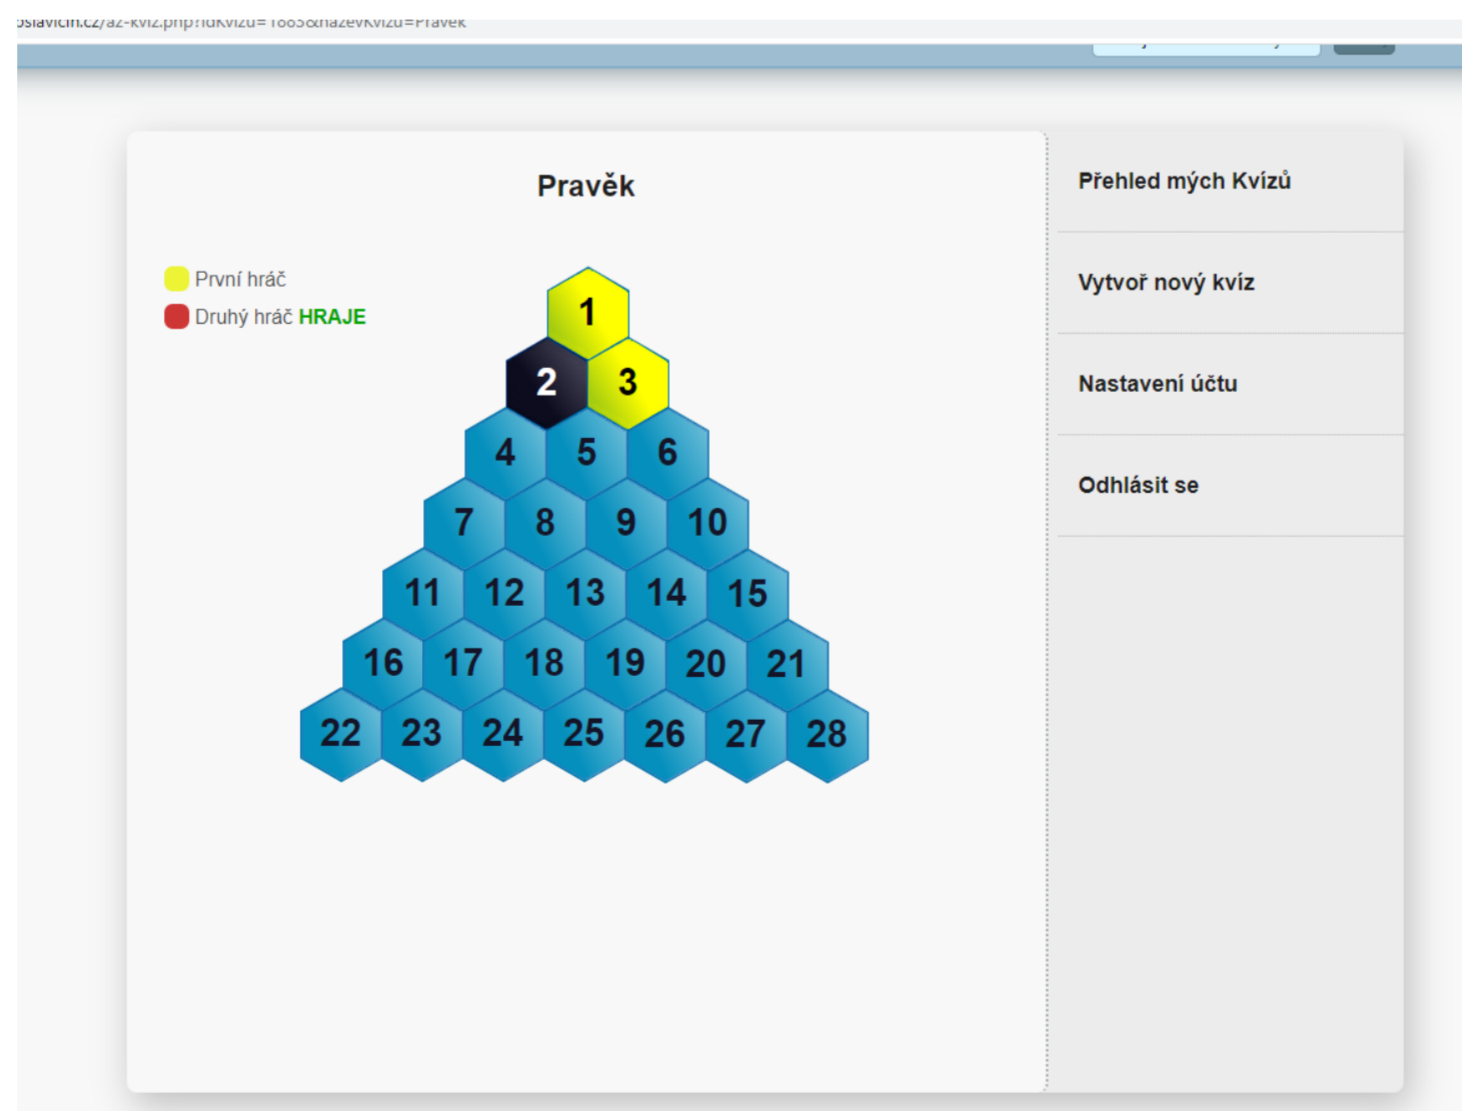 Pravěk
První hráč
Druhý hráč HRAJE
1
2 3
4 5 6
7 8 9 10
11 12 13 14 15
16 17 18 19 20 21
22 23 24 25 26 27 28
Přehled mých Kvízů
Vytvoř nový kvíz
Nastavení účtu
Odhlásit se